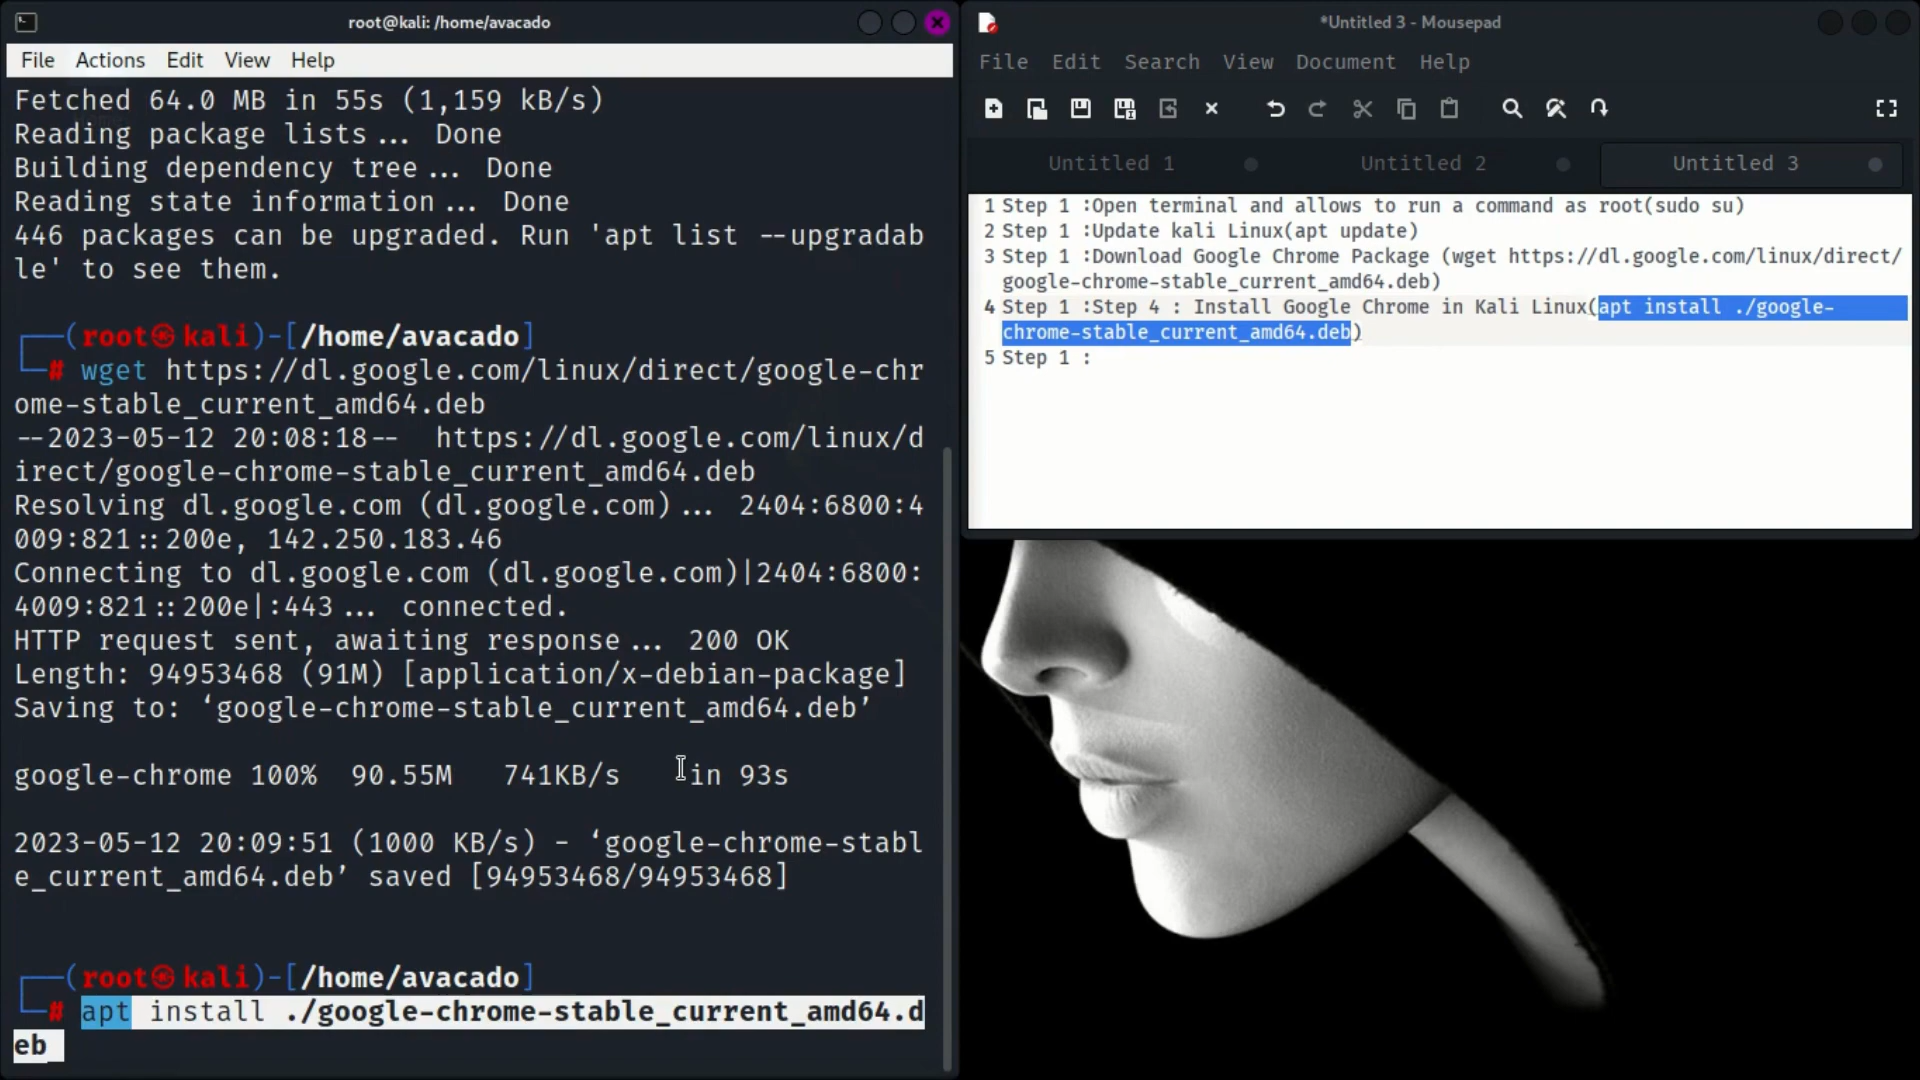 root@kali: /home/avacado
File Actions Edit View Help
Fetched 64.0 MB in 55s (1,159 kB/s)
Reading package lists... Done
Building dependency tree... Done
Reading state information... Done
446 packages can be upgraded. Run 'apt list --upgradab
le' to see them.
(root㉿kali)-[/home/avacado]
# wget https://dl.google.com/linux/direct/google-chr
ome-stable_current_amd64.deb
--2023-05-12 20:08:18--  https://dl.google.com/linux/d
irect/google-chrome-stable_current_amd64.deb
Resolving dl.google.com (dl.google.com)... 2404:6800:4
009:821::200e, 142.250.183.46
Connecting to dl.google.com (dl.google.com)|2404:6800:
4009:821::200e|:443... connected.
HTTP request sent, awaiting response... 200 OK
Length: 94953468 (91M) [application/x-debian-package]
Saving to: ‘google-chrome-stable_current_amd64.deb’
google-chrome 100%  90.55M   741KB/s    in 93s
2023-05-12 20:09:51 (1000 KB/s) - ‘google-chrome-stabl
e_current_amd64.deb’ saved [94953468/94953468]
(root㉿kali)-[/home/avacado]
# apt install ./google-chrome-stable_current_amd64.d
eb
*Untitled 3 - Mousepad
File Edit Search View Document Help
Untitled 1 Untitled 2 Untitled 3
1 Step 1 :Open terminal and allows to run a command as root(sudo su)
2 Step 1 :Update kali Linux(apt update)
3 Step 1 :Download Google Chrome Package (wget https://dl.google.com/linux/direct/
google-chrome-stable_current_amd64.deb)
4 Step 1 :Step 4 : Install Google Chrome in Kali Linux(apt install ./google-
chrome-stable_current_amd64.deb)
5 Step 1 :